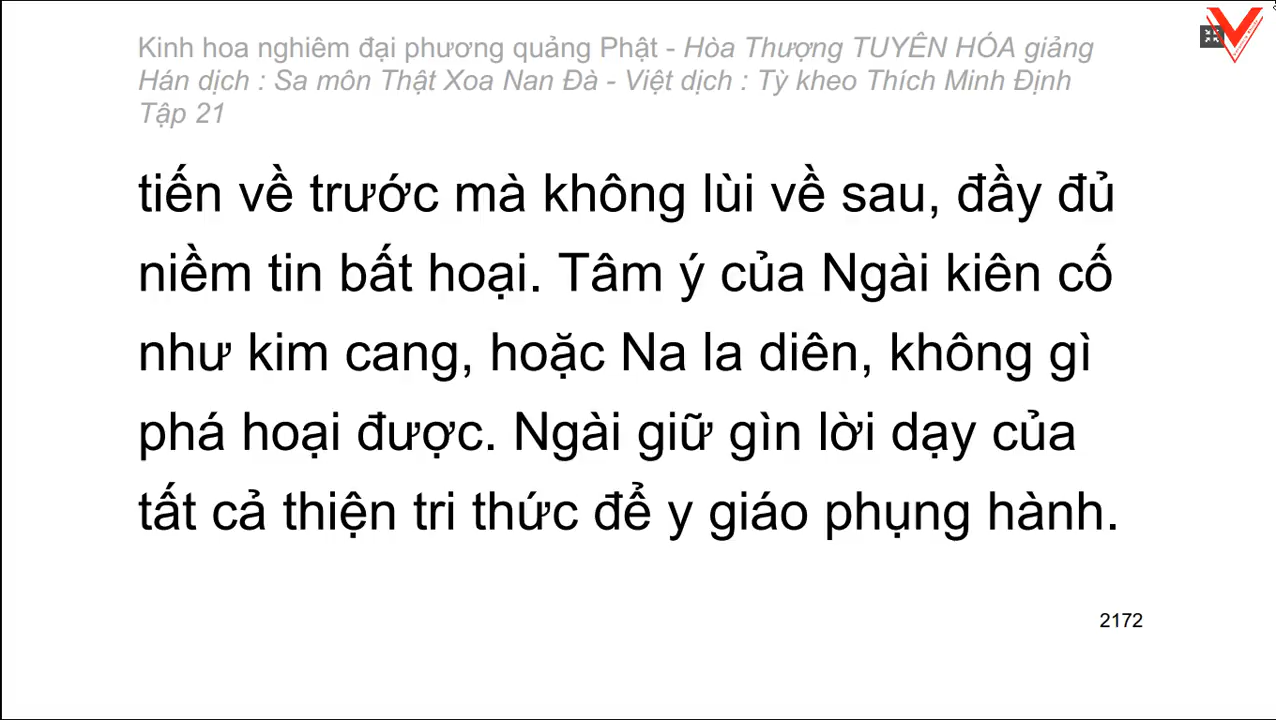 Kinh hoa nghiêm đại phương quảng Phật - Hòa Thượng TUYÊN HÓA giảng
Hán dịch : Sa môn Thật Xoa Nan Đà - Việt dịch : Tỳ kheo Thích Minh Định
Tập 21
tiến về trước mà không lùi về sau, đầy đủ
niềm tin bất hoại. Tâm ý của Ngài kiên cố
như kim cang, hoặc Na la diên, không gì
phá hoại được. Ngài giữ gìn lời dạy của
tất cả thiện tri thức để y giáo phụng hành.
2172